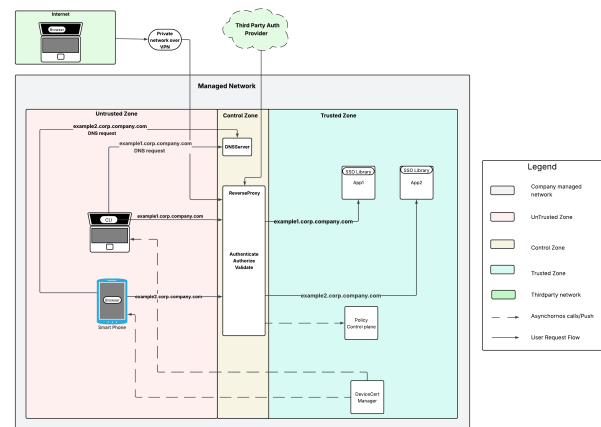 Internet
Browser
Private
network over
VPN
Third Party Auth
Provider
Managed Network
Untrusted Zone
Control Zone
Trusted Zone
example2.corp.company.com
DNS request
example1.corp.company.com
DNS request
DNSServer
ReverseProxy
SSO Library
App1
SSO Library
App2
CLI
example1.corp.company.com
example1.corp.company.com
Authenticate
Authorize
Validate
Browser
example2.corp.company.com
example2.corp.company.com
Smart Phone
Policy
Control plane
DeviceCert
Manager
Legend
Company managed
network
UnTrusted Zone
Control Zone
Trusted Zone
Thirdparty network
Asynchornos calls/Push
User Request Flow